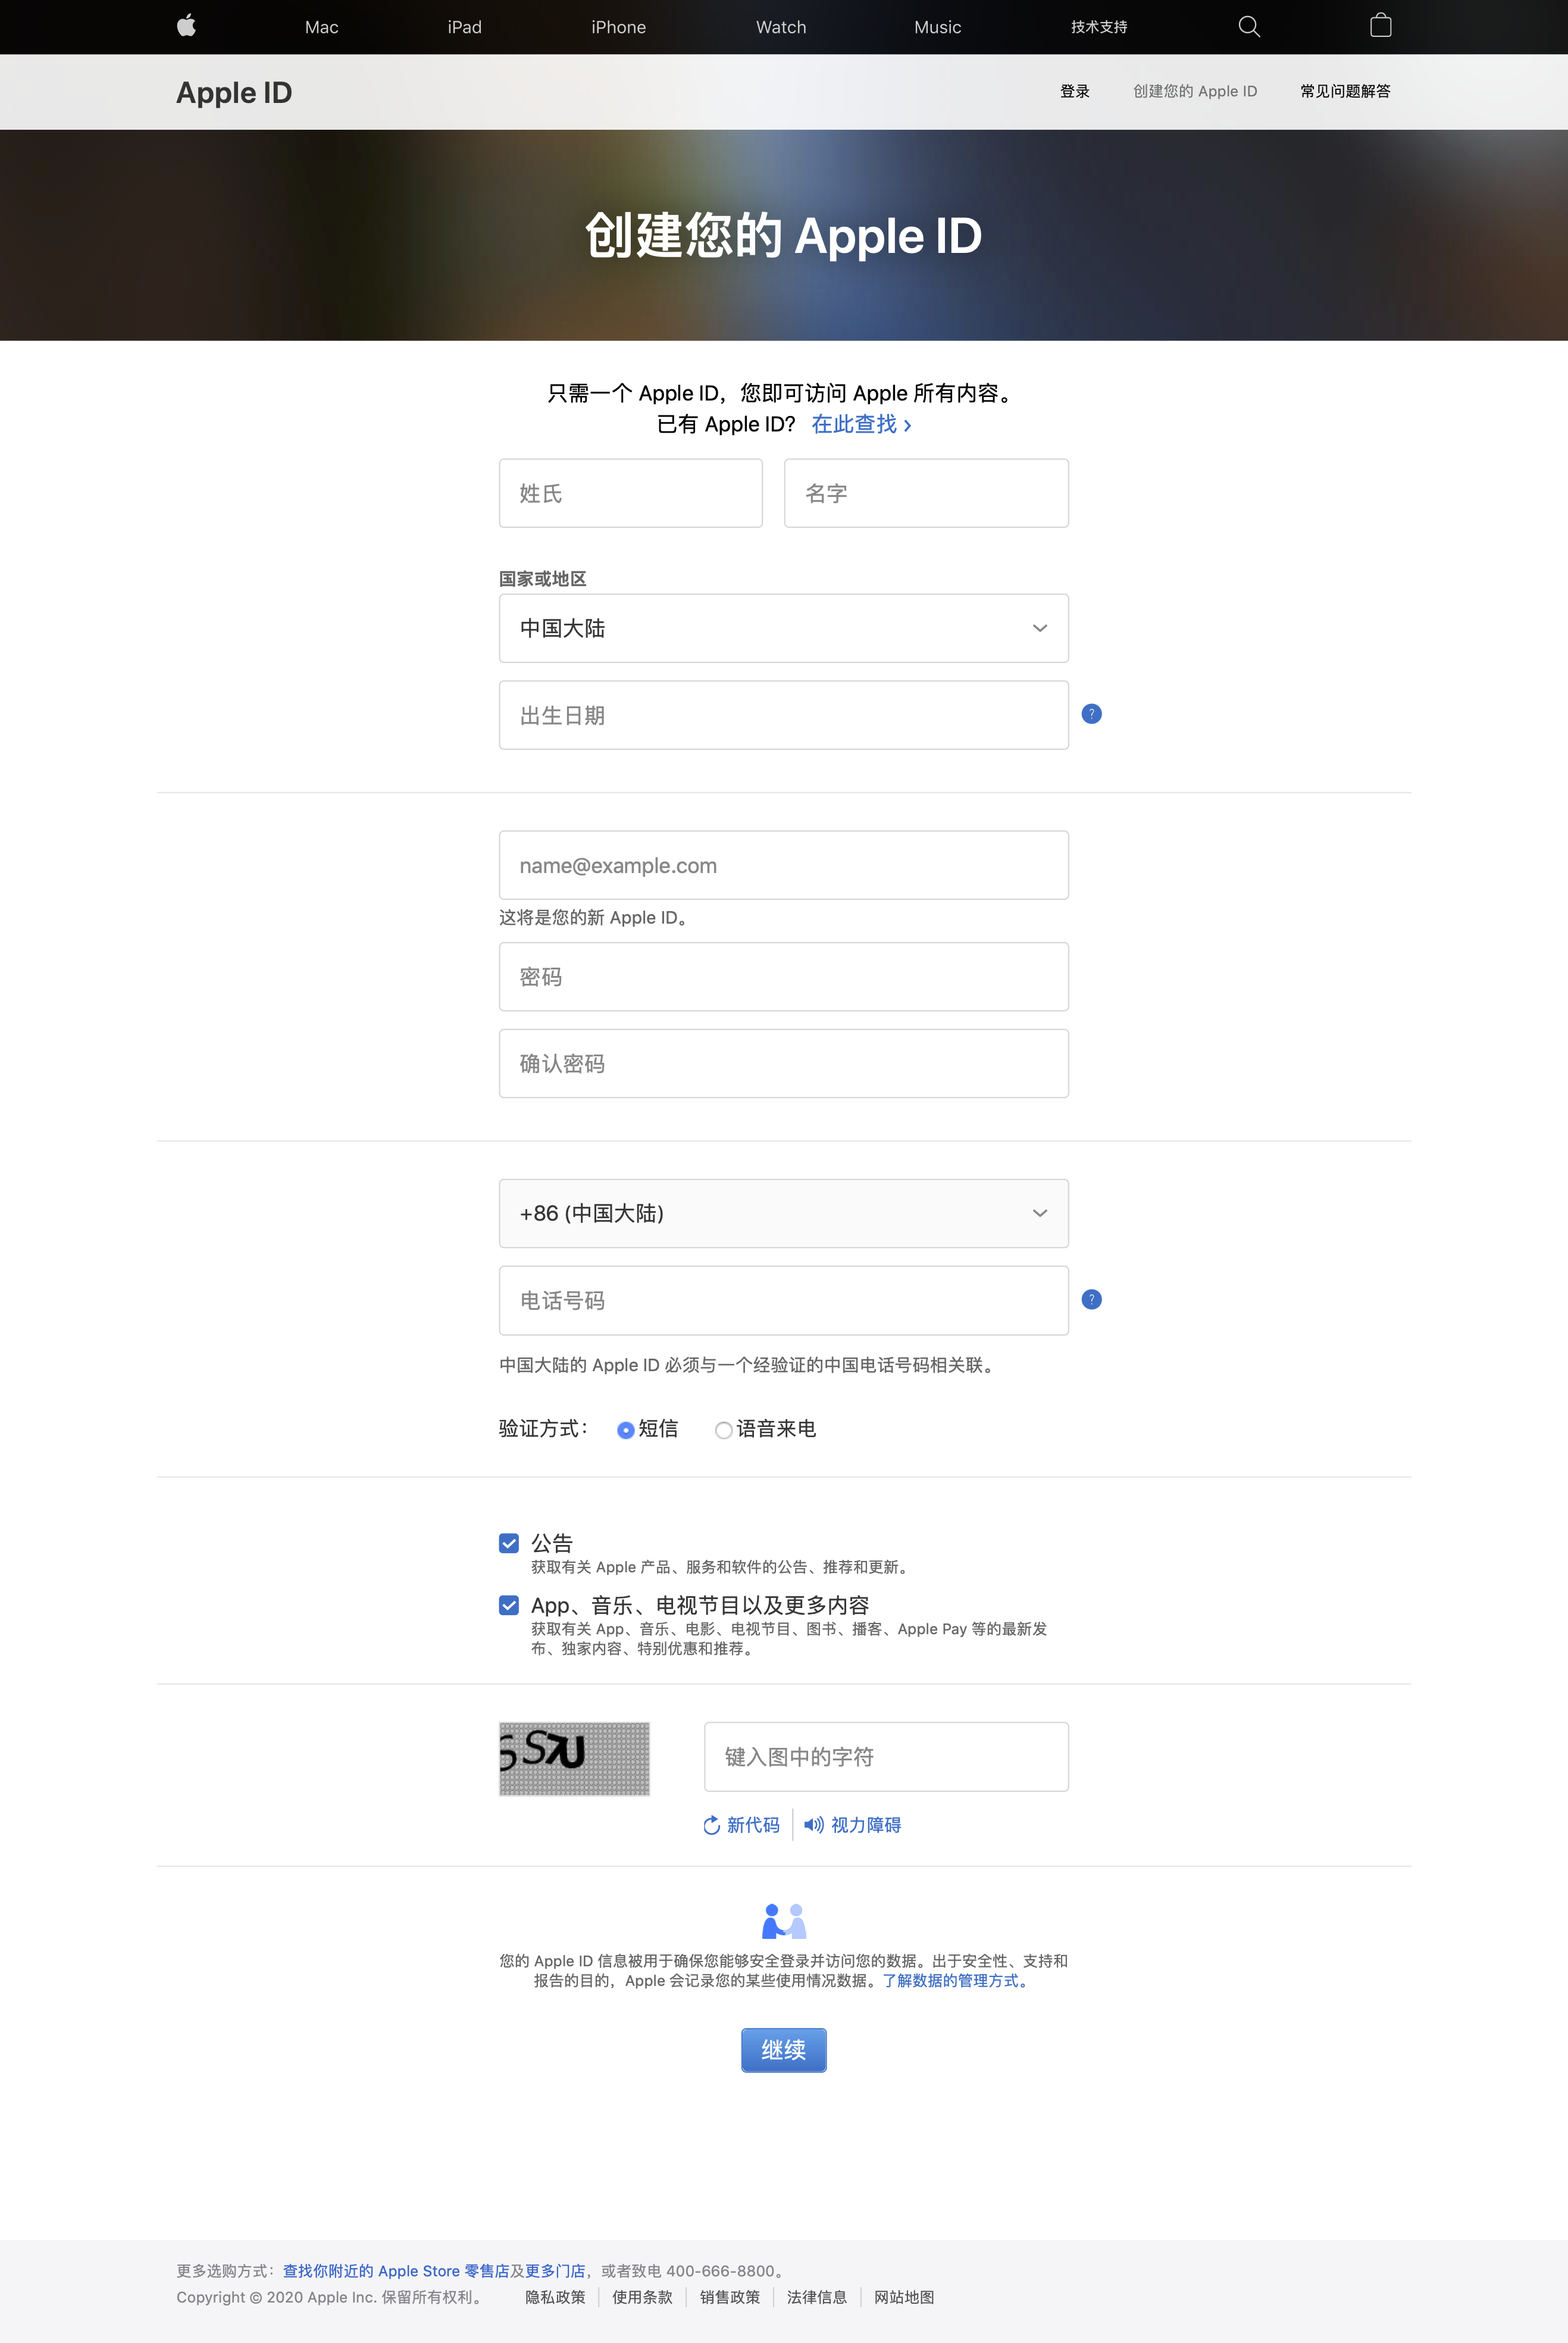 Mac iPad iPhone Watch Music 技术支持
Apple ID 登录 创建您的 Apple ID 常见问题解答
创建您的 Apple ID
只需一个 Apple ID，您即可访问 Apple 所有内容。
已有 Apple ID? 在此查找 ›
姓氏 名字
国家或地区
中国大陆
出生日期
?
name@example.com
这将是您的新 Apple ID。
密码
确认密码
+86 (中国大陆)
电话号码
?
中国大陆的 Apple ID 必须与一个经验证的中国电话号码相关联。
验证方式： 短信 语音来电
公告
获取有关 Apple 产品、服务和软件的公告、推荐和更新。
App、音乐、电视节目以及更多内容
获取有关 App、音乐、电影、电视节目、图书、播客、Apple Pay 等的最新发
布、独家内容、特别优惠和推荐。
键入图中的字符
新代码 视力障碍
您的 Apple ID 信息被用于确保您能够安全登录并访问您的数据。出于安全性、支持和
报告的目的，Apple 会记录您的某些使用情况数据。了解数据的管理方式。
继续
更多选购方式：查找你附近的 Apple Store 零售店及更多门店，或者致电 400-666-8800。
Copyright © 2020 Apple Inc. 保留所有权利。 隐私政策 使用条款 销售政策 法律信息 网站地图